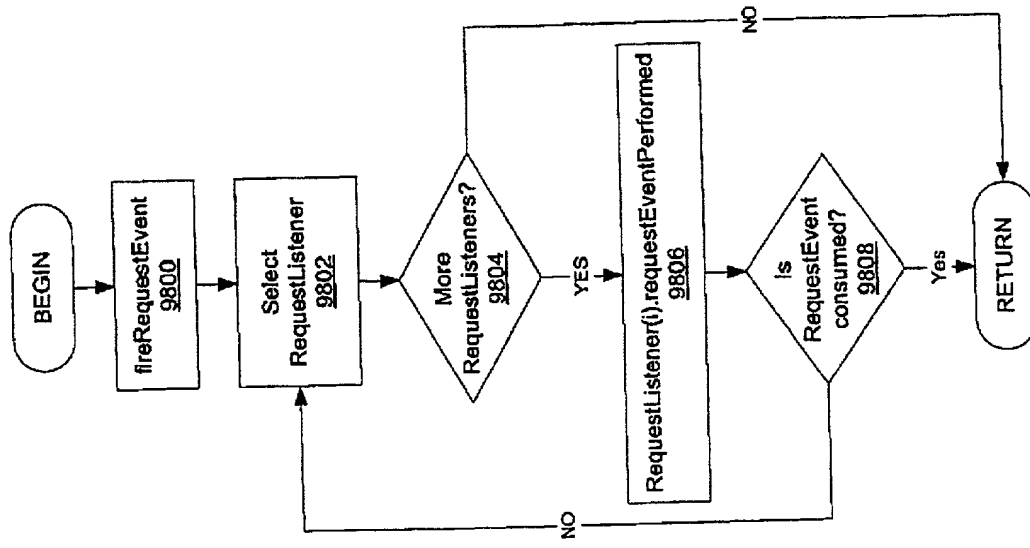 BEGIN
fireRequestEvent
9800
Select
RequestListener
9802
More
RequestListeners?
9804
NO
YES
RequestListener(i).requestEventPerformed
9806
Is
RequestEvent
consumed?
9808
NO
Yes
RETURN